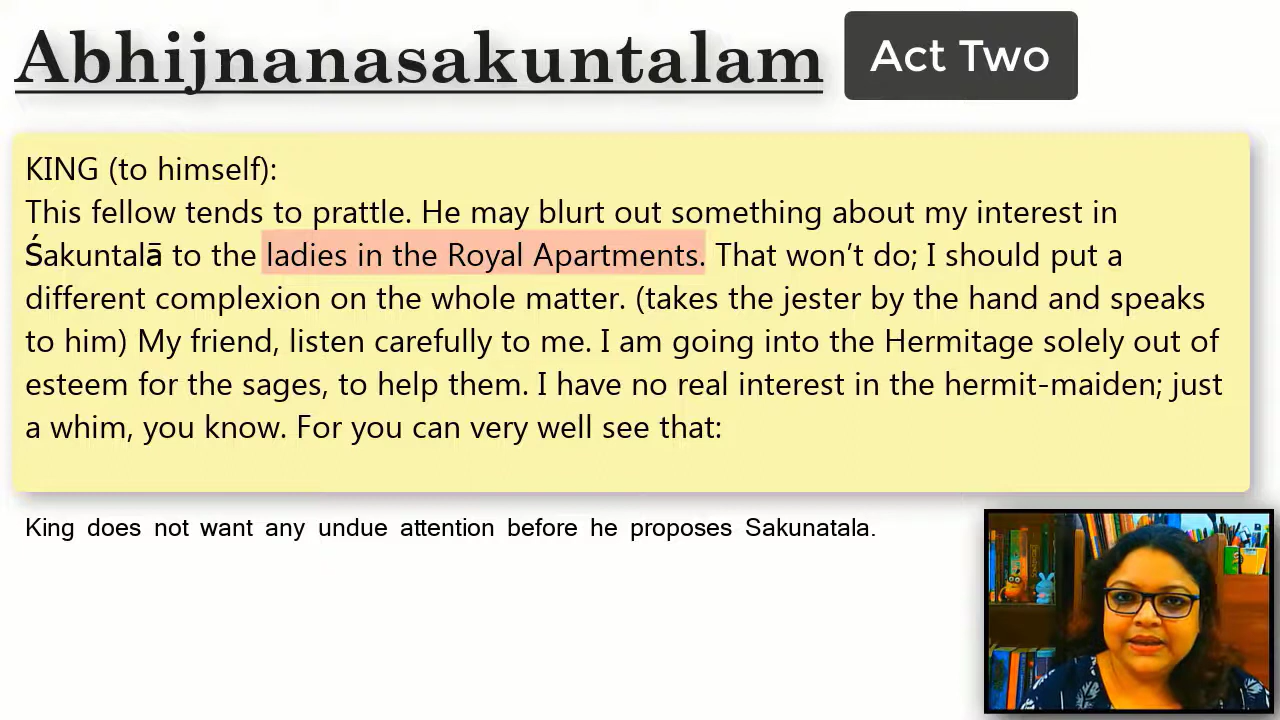 Abhijnanasakuntalam
Act Two
KING (to himself):
This fellow tends to prattle. He may blurt out something about my interest in
Śakuntalā to the ladies in the Royal Apartments. That won’t do; I should put a
different complexion on the whole matter. (takes the jester by the hand and speaks
to him) My friend, listen carefully to me. I am going into the Hermitage solely out of
esteem for the sages, to help them. I have no real interest in the hermit-maiden; just
a whim, you know. For you can very well see that:
King does not want any undue attention before he proposes Sakunatala.